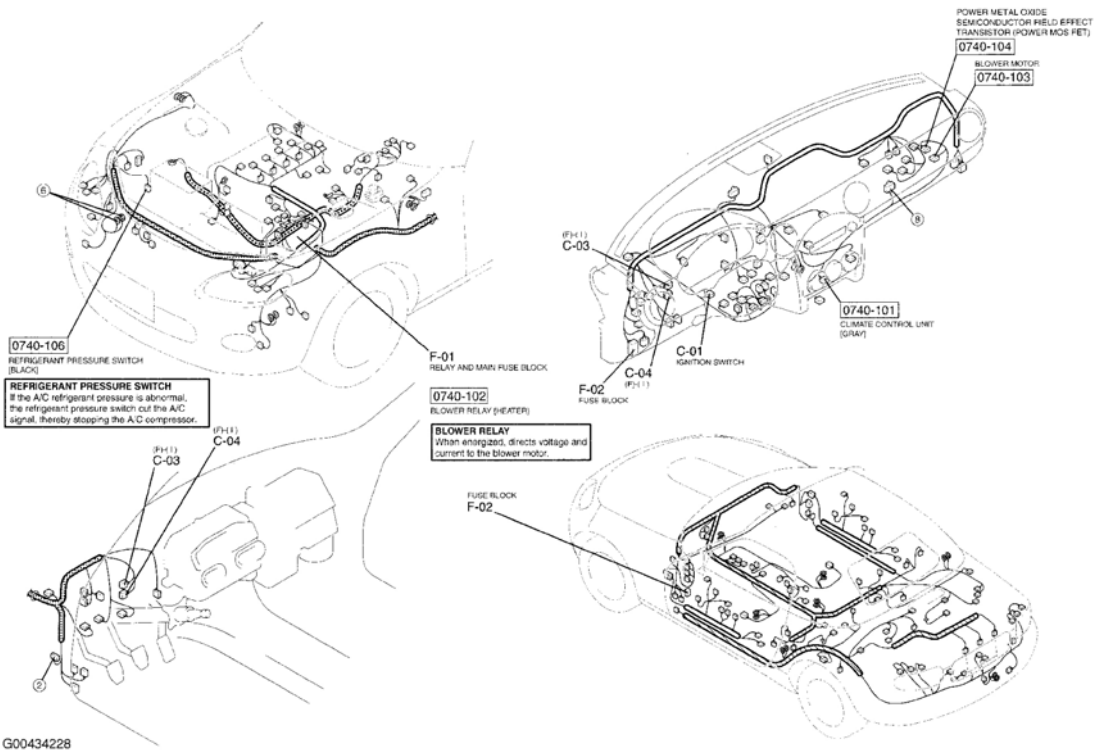 POWER METAL OXIDE
SEMICONDUCTOR FIELD EFFECT
TRANSISTOR (POWER MOS FET)
0740-104
BLOWER MOTOR
0740-103
6
8
(F)-(I)
C-03
0740-101
CLIMATE CONTROL UNIT
[GRAY]
C-01
IGNITION SWITCH
C-04
(F)-(I)
F-02
FUSE BLOCK
0740-106
REFRIGERANT PRESSURE SWITCH
[BLACK]
REFRIGERANT PRESSURE SWITCH
If the A/C refrigerant pressure is abnormal,
the refrigerant pressure switch cut the A/C
signal, thereby stopping the A/C compressor.
F-01
RELAY AND MAIN FUSE BLOCK
0740-102
BLOWER RELAY [HEATER]
BLOWER RELAY
When energized, directs voltage and
current to the blower motor.
(F)-(I)
C-04
(F)-(I)
C-03
2
FUSE BLOCK
F-02
G00434228